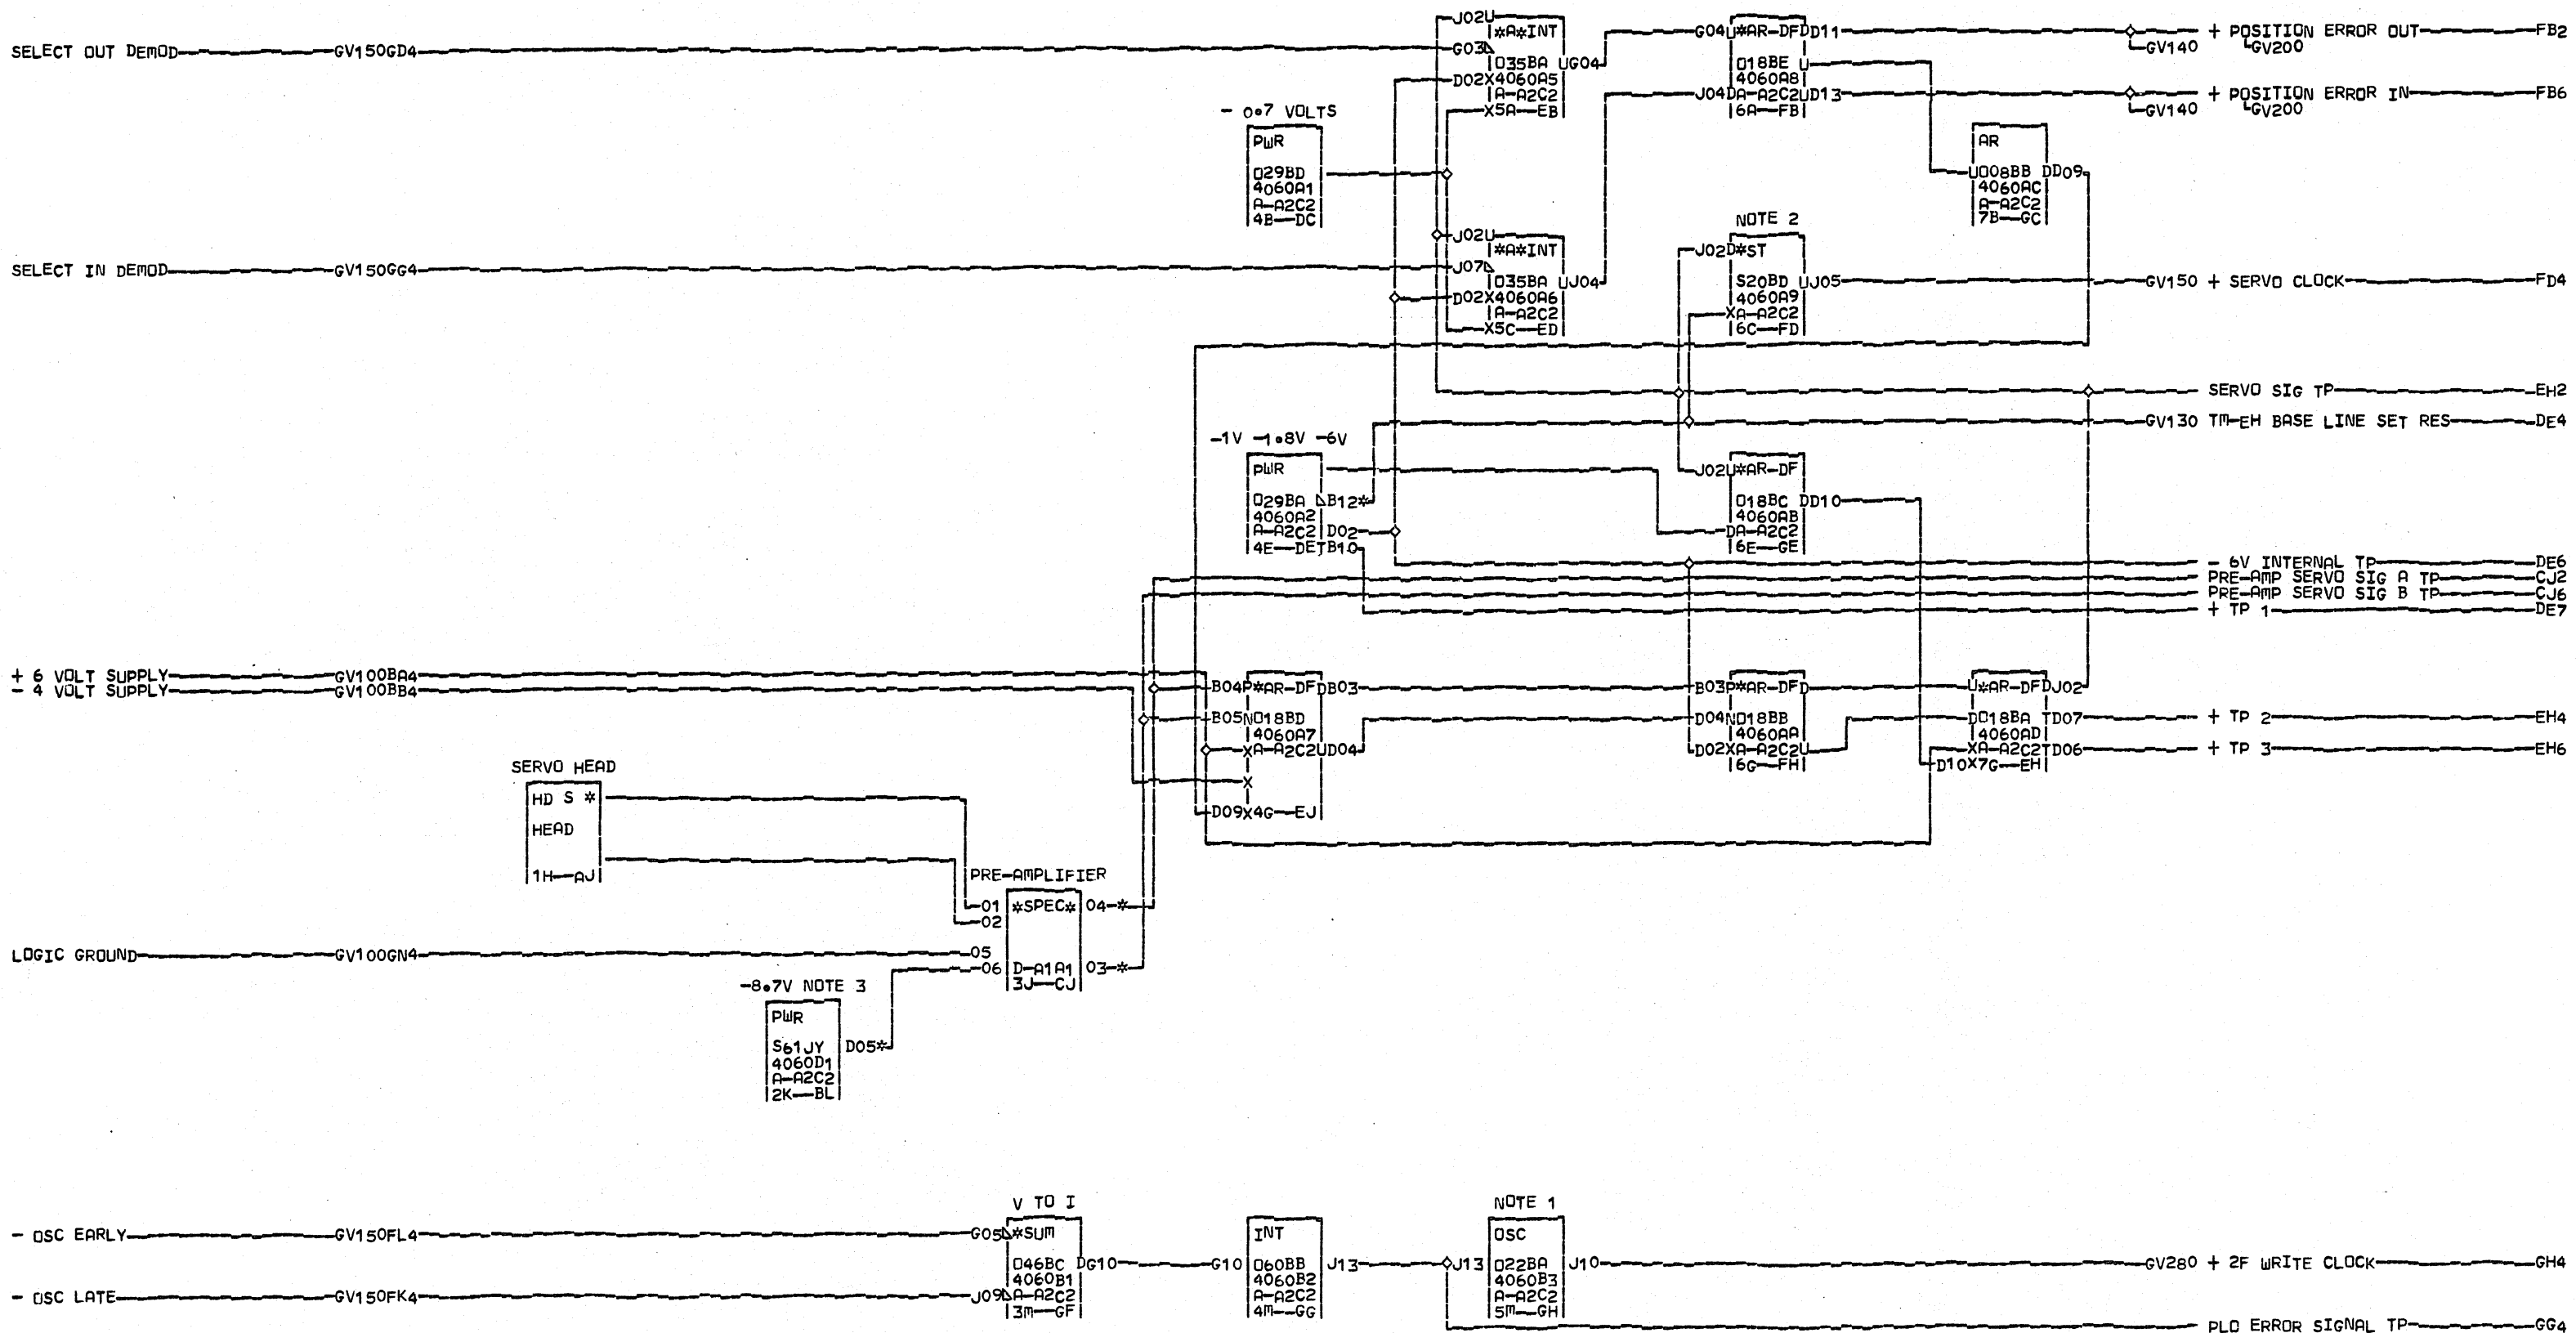 SELECT OUT DEMOD GV150GD4
SELECT IN DEMOD GV150GG4
+ 6 VOLT SUPPLY GV100BA4
- 4 VOLT SUPPLY GV100BB4
LOGIC GROUND GV100GN4
- OSC EARLY GV150FL4
- OSC LATE GV150FK4
SERVO HEAD
HD S *
HEAD
1H—AJ
-8.7V NOTE 3
PWR
S61JY D05*
4060D1
A-A2C2
2K—BL
PRE-AMPLIFIER
01 *SPEC* 04-*
02
05
06 D-A1A1 03-*
3J—CJ
V TO I
G05 *SUM
046BC DG10
4060B1
J09 A-A2C2
3M—GF
- 0.7 VOLTS
PWR
029BD
4060A1
A-A2C2
4B—DC
-1V -1.8V -6V
PWR
029BA B12*
4060A2
A-A2C2 D02
4E—DETB10
B04P*AR-DFDB03
B05N018BD
4060A7
XA-A2C2UD04
X
D09X4G—EJ
INT
G10 060BB J13
4060B2
A-A2C2
4M—GG
J02U
*A*INT
G03
035BA UG04
D02X4060A5
A-A2C2
X5A—EB
J02U
*A*INT
J07
035BA UJ04
D02X4060A6
A-A2C2
X5C—ED
NOTE 1
OSC
J13 022BA J10
4060B3
A-A2C2
5M—GH
G04U*AR-DFDD11
018BE U
4060A8
J04DA-A2C2UD13
6A—FB
NOTE 2
J02D*ST
S20BD UJ05
4060A9
XA-A2C2
6C—FD
J02U*AR-DF
018BC DD10
4060AB
DA-A2C2
6E—GE
B03P*AR-DFD
D04N018BB
4060AA
D02XA-A2C2U
6G—FH
AR
U008BB DD09
4060AC
A-A2C2
7B—GC
U*AR-DFDJ02
D018BA TD07
4060AD
XA-A2C2TD06
D10X7G—EH
+ POSITION ERROR OUT FB2
GV140 GV200
+ POSITION ERROR IN FB6
GV140 GV200
GV150 + SERVO CLOCK FD4
SERVO SIG TP EH2
GV130 TM-EH BASE LINE SET RES DE4
- 6V INTERNAL TP DE6
PRE-AMP SERVO SIG A TP CJ2
PRE-AMP SERVO SIG B TP CJ6
+ TP 1 DE7
+ TP 2 EH4
+ TP 3 EH6
GV280 + 2F WRITE CLOCK GH4
PLO ERROR SIGNAL TP GG4